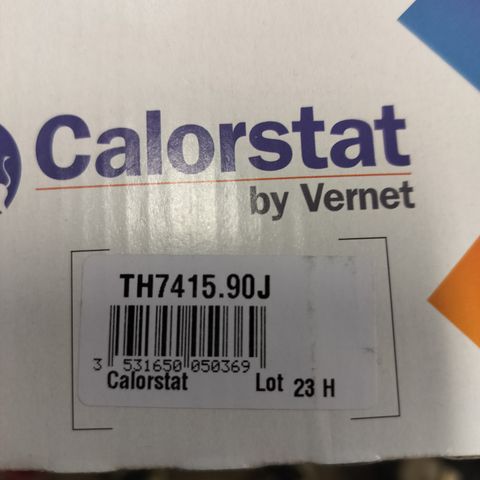 Calorstat
by Vernet
TH7415.90J
3 531650 050369
Calorstat Lot 23 H